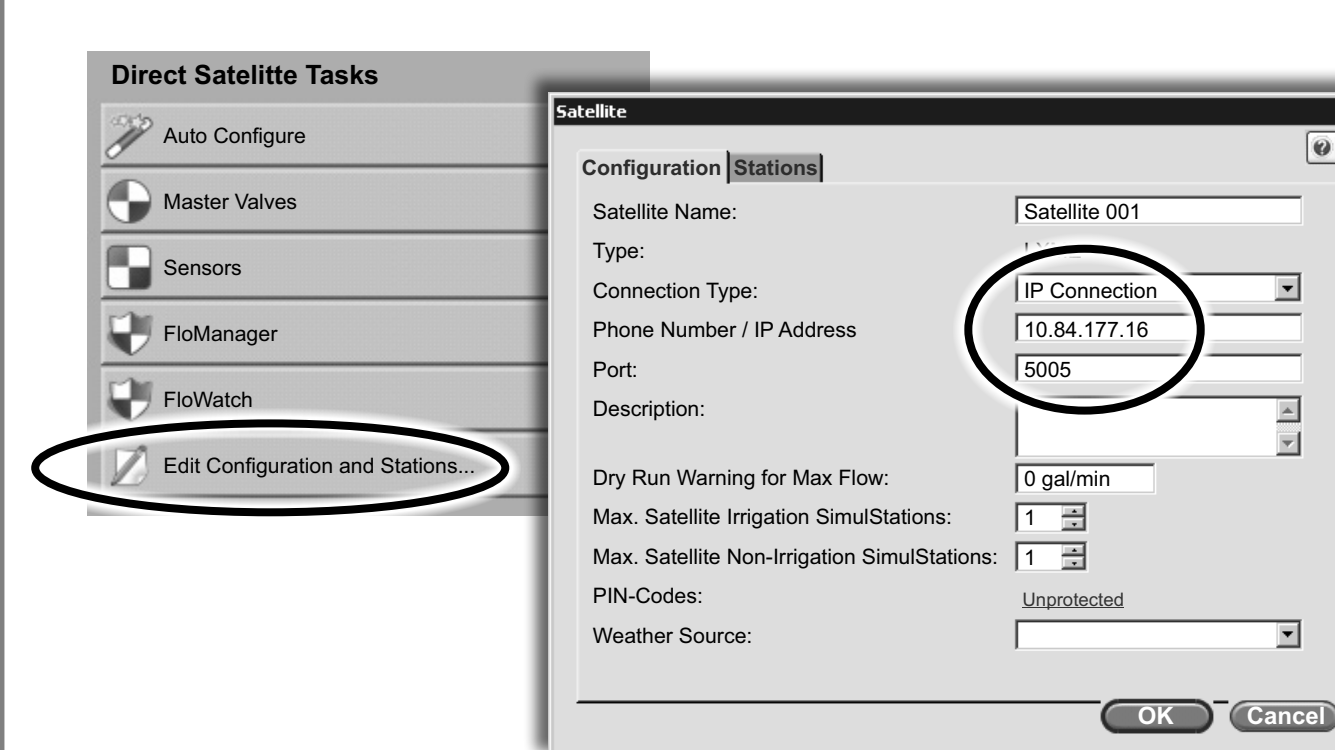 Direct Satelitte Tasks
Auto Configure
Master Valves
Sensors
FloManager
FloWatch
Edit Configuration and Stations...
Satellite
Configuration Stations
Satellite Name: Satellite 001
Type:
Connection Type: IP Connection
Phone Number / IP Address 10.84.177.16
Port: 5005
Description:
Dry Run Warning for Max Flow: 0 gal/min
Max. Satellite Irrigation SimulStations: 1
Max. Satellite Non-Irrigation SimulStations: 1
PIN-Codes: Unprotected
Weather Source:
OK Cancel